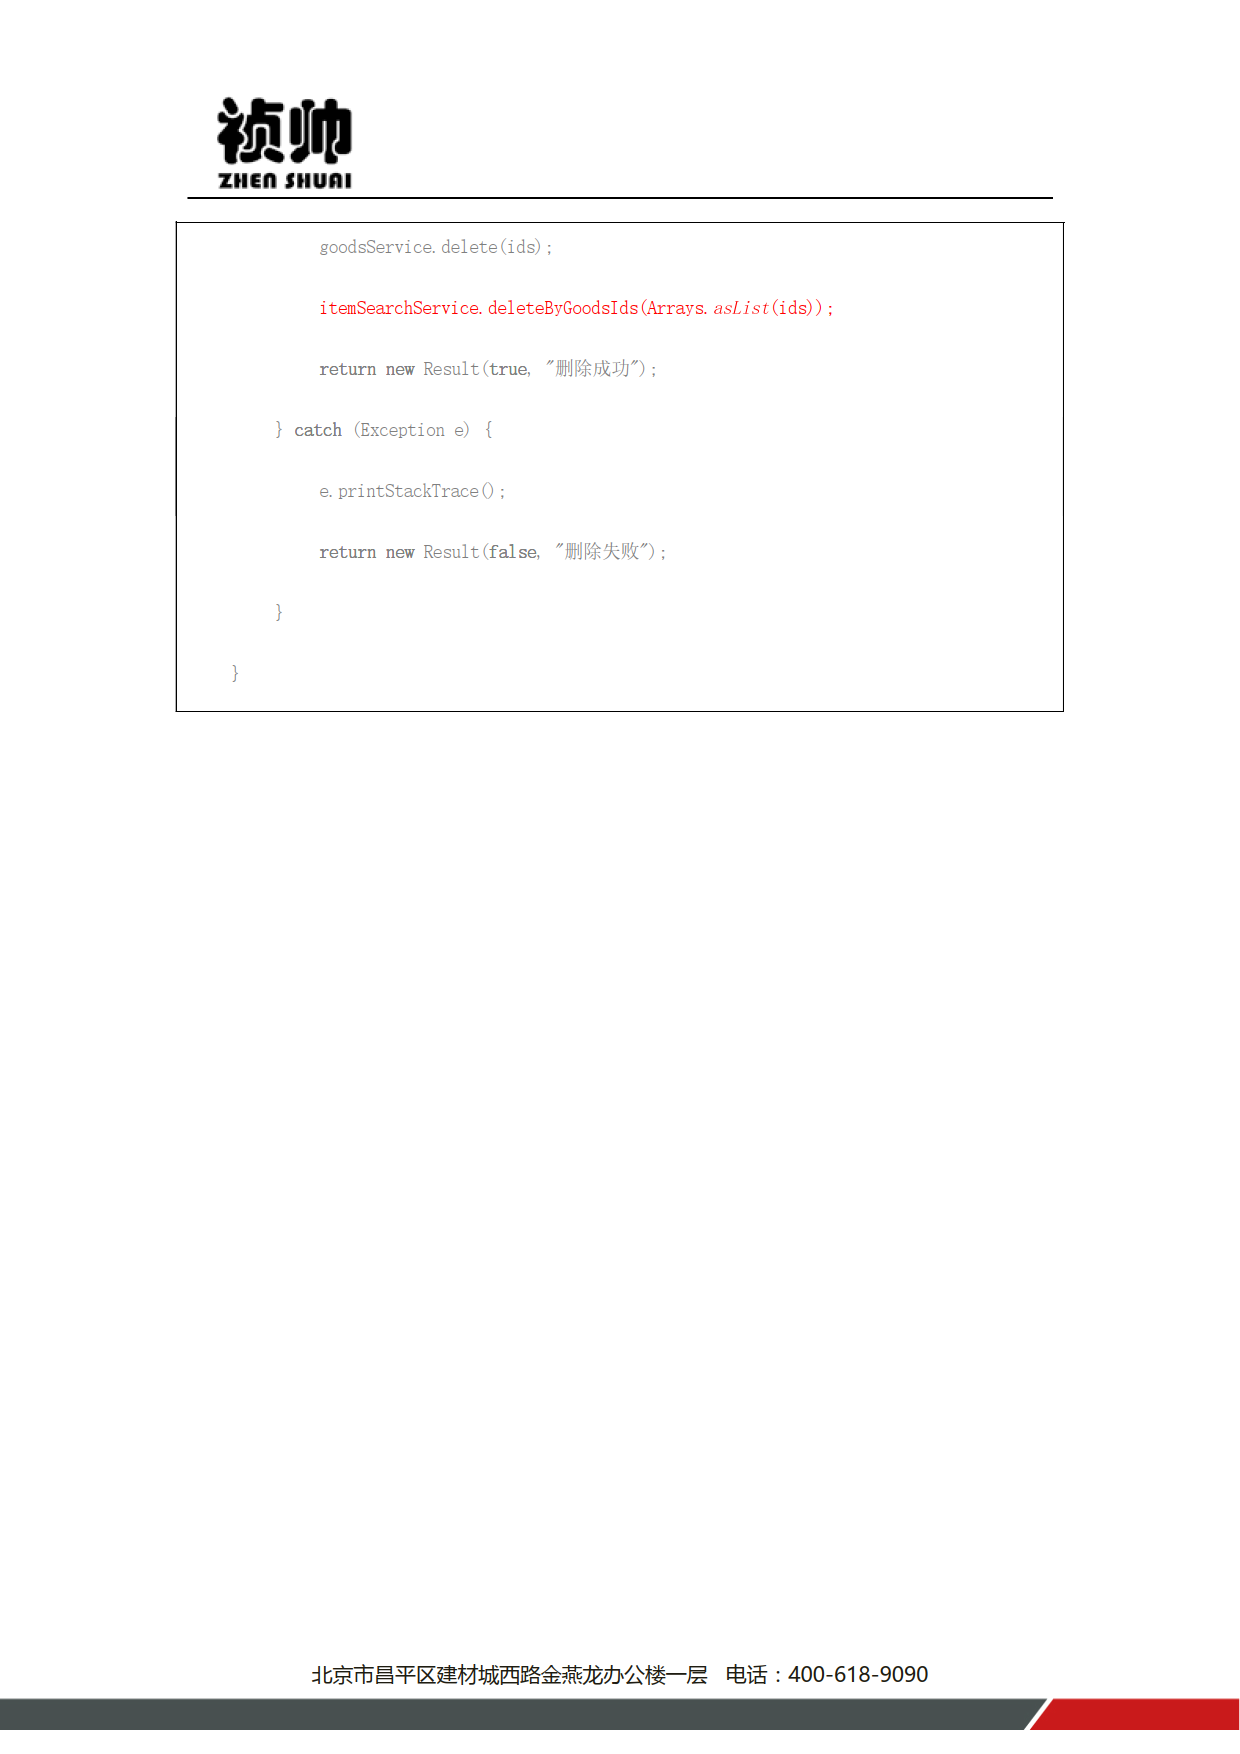 祯帅
ZHEN SHUAI
goodsService.delete(ids);
itemSearchService.deleteByGoodsIds(Arrays.asList(ids));
return new Result(true, "删除成功");
} catch (Exception e) {
e.printStackTrace();
return new Result(false, "删除失败");
}
}
北京市昌平区建材城西路金燕龙办公楼一层 电话：400-618-9090